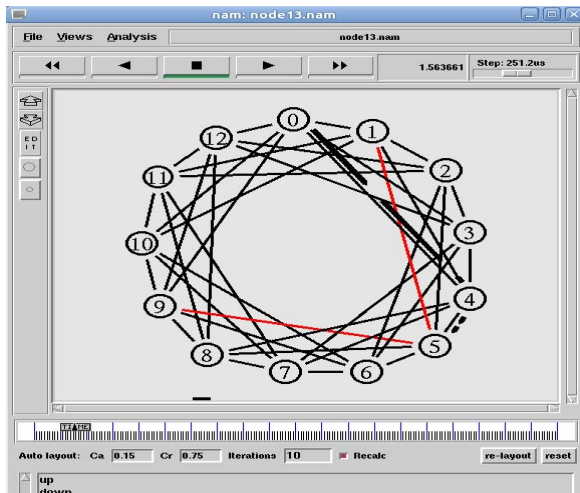 nam: node13.nam
File Views Analysis node13.nam
1.563661 Step: 251.2us
E D
I T
0
1
12
2
11
3
10
4
9
5
8
7
6
TIME
Auto layout: Ca 0.15 Cr 0.75 Iterations 10 Recalc re-layout reset
up
down